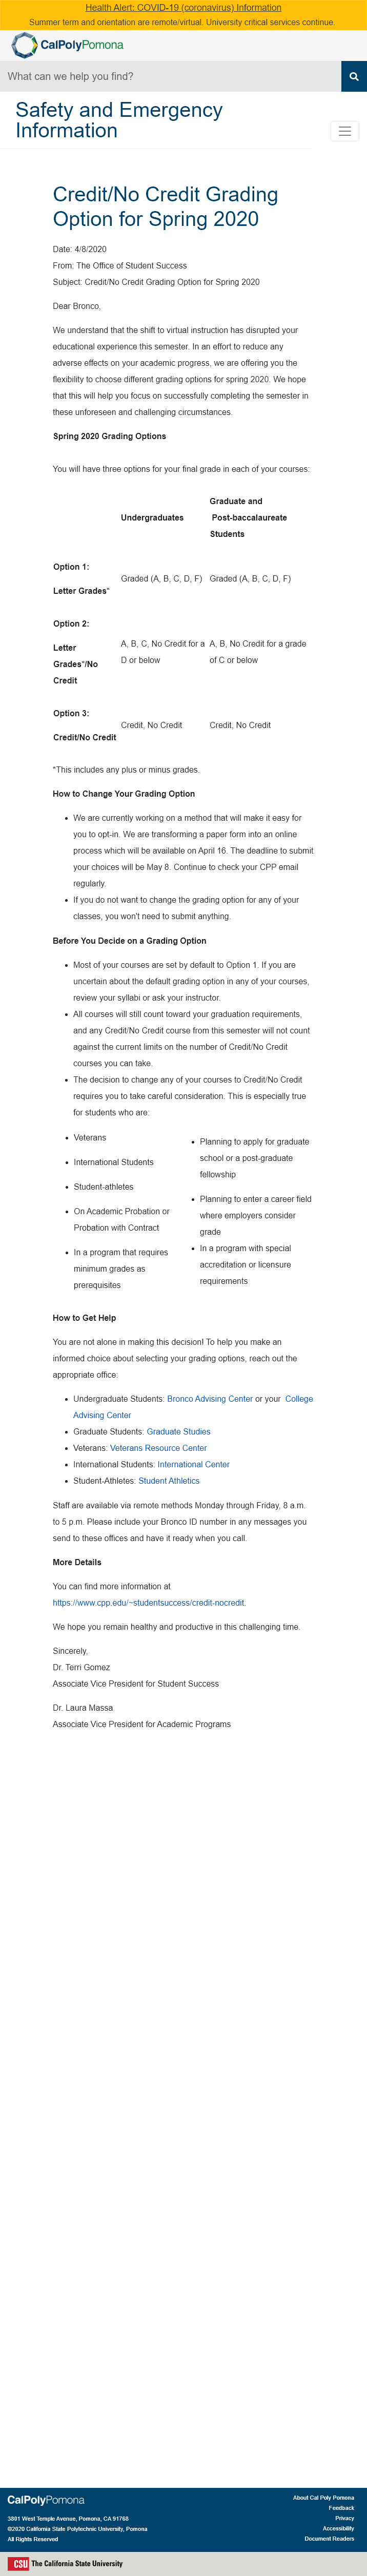 Health Alert: COVID-19 (coronavirus) Information
Summer term and orientation are remote/virtual. University critical services continue.
CalPolyPomona
What can we help you find?
Safety and Emergency
Information
Credit/No Credit Grading
Option for Spring 2020
Date: 4/8/2020
From: The Office of Student Success
Subject: Credit/No Credit Grading Option for Spring 2020
Dear Bronco,
We understand that the shift to virtual instruction has disrupted your
educational experience this semester. In an effort to reduce any
adverse effects on your academic progress, we are offering you the
flexibility to choose different grading options for spring 2020. We hope
that this will help you focus on successfully completing the semester in
these unforeseen and challenging circumstances.
Spring 2020 Grading Options
You will have three options for your final grade in each of your courses:
Undergraduates
Graduate and
Post-baccalaureate
Students
Option 1:
Letter Grades*
Graded (A, B, C, D, F)
Graded (A, B, C, D, F)
Option 2:
Letter
Grades*/No
Credit
A, B, C, No Credit for a
D or below
A, B, No Credit for a grade
of C or below
Option 3:
Credit/No Credit
Credit, No Credit
Credit, No Credit
*This includes any plus or minus grades.
How to Change Your Grading Option
• We are currently working on a method that will make it easy for
you to opt-in. We are transforming a paper form into an online
process which will be available on April 16. The deadline to submit
your choices will be May 8. Continue to check your CPP email
regularly.
• If you do not want to change the grading option for any of your
classes, you won't need to submit anything.
Before You Decide on a Grading Option
• Most of your courses are set by default to Option 1. If you are
uncertain about the default grading option in any of your courses,
review your syllabi or ask your instructor.
• All courses will still count toward your graduation requirements,
and any Credit/No Credit course from this semester will not count
against the current limits on the number of Credit/No Credit
courses you can take.
• The decision to change any of your courses to Credit/No Credit
requires you to take careful consideration. This is especially true
for students who are:
• Veterans
• International Students
• Student-athletes
• On Academic Probation or
Probation with Contract
• In a program that requires
minimum grades as
prerequisites
• Planning to apply for graduate
school or a post-graduate
fellowship
• Planning to enter a career field
where employers consider
grade
• In a program with special
accreditation or licensure
requirements
How to Get Help
You are not alone in making this decision! To help you make an
informed choice about selecting your grading options, reach out the
appropriate office:
• Undergraduate Students: Bronco Advising Center or your College
Advising Center
• Graduate Students: Graduate Studies
• Veterans: Veterans Resource Center
• International Students: International Center
• Student-Athletes: Student Athletics
Staff are available via remote methods Monday through Friday, 8 a.m.
to 5 p.m. Please include your Bronco ID number in any messages you
send to these offices and have it ready when you call.
More Details
You can find more information at
https://www.cpp.edu/~studentsuccess/credit-nocredit.
We hope you remain healthy and productive in this challenging time.
Sincerely,
Dr. Terri Gomez
Associate Vice President for Student Success
Dr. Laura Massa
Associate Vice President for Academic Programs
CalPolyPomona
3801 West Temple Avenue, Pomona, CA 91768
©2020 California State Polytechnic University, Pomona
All Rights Reserved
About Cal Poly Pomona
Feedback
Privacy
Accessibility
Document Readers
CSU The California State University